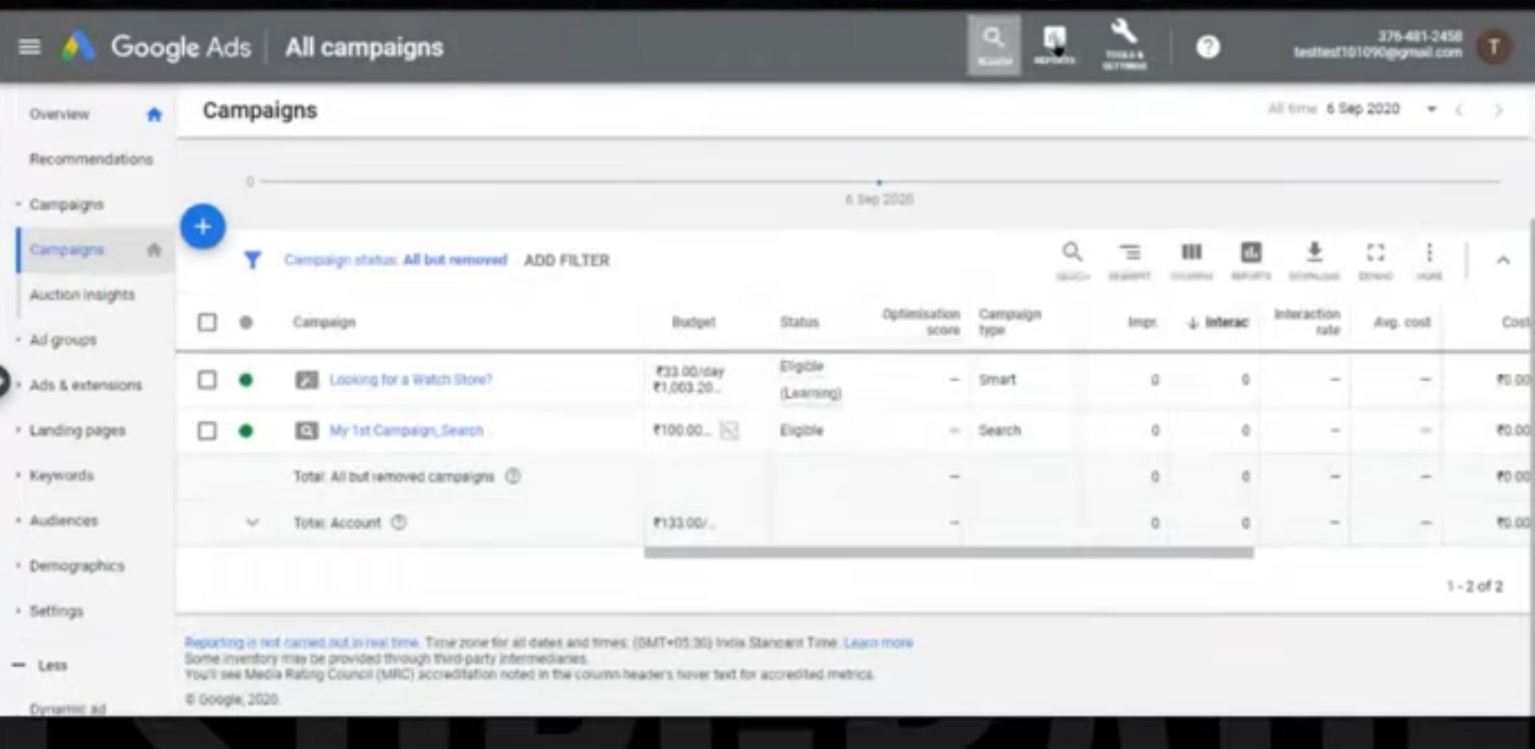 Google Ads All campaigns
REPORTS
TOOLS &
SETTINGS
376-481-2458
testtest101090@gmail.com
T
Overview
Recommendations
Campaigns
Campaigns
Auction insights
Ad groups
Ads & extensions
Landing pages
Keywords
Audiences
Demographics
Settings
Less
Dynamic ad
Campaigns
All time 6 Sep 2020
0
6 Sep 2020
Campaign status: All but removed ADD FILTER
SEGMENT REPORTS DOWNLOAD EXPAND MORE
Campaign Budget Status Optimisation score Campaign type Impr. Interac Interaction rate Avg. cost Cost
Looking for a Watch Store? ₹33.00/day ₹1,003.20... Eligible (Learning) – Smart 0 0 – – ₹0.00
My 1st Campaign_Search ₹100.00... Eligible – Search 0 0 – – ₹0.00
Total: All but removed campaigns – 0 0 – – ₹0.00
Total: Account ₹133.00/... – 0 0 – – ₹0.00
1 - 2 of 2
Reporting is not carried out in real time. Time zone for all dates and times: (GMT+05:30) India Standard Time. Learn more
Some inventory may be provided through third-party intermediaries.
You'll see Media Rating Council (MRC) accreditation noted in the column header's hover text for accredited metrics.
© Google, 2020.